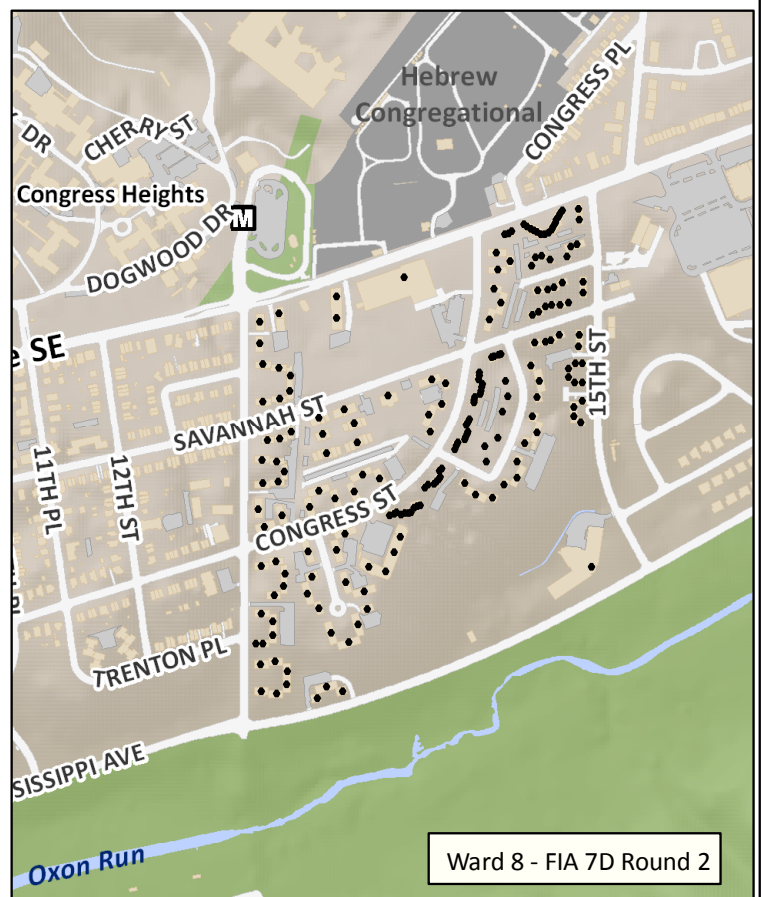 Hebrew
Congregational
CONGRESS PL
DR
CHERRY ST
Congress Heights
M
DOGWOOD DR
e SE
15TH ST
SAVANNAH ST
11TH PL
12TH ST
CONGRESS ST
TRENTON PL
SISSIPPI AVE
Oxon Run
Ward 8 - FIA 7D Round 2